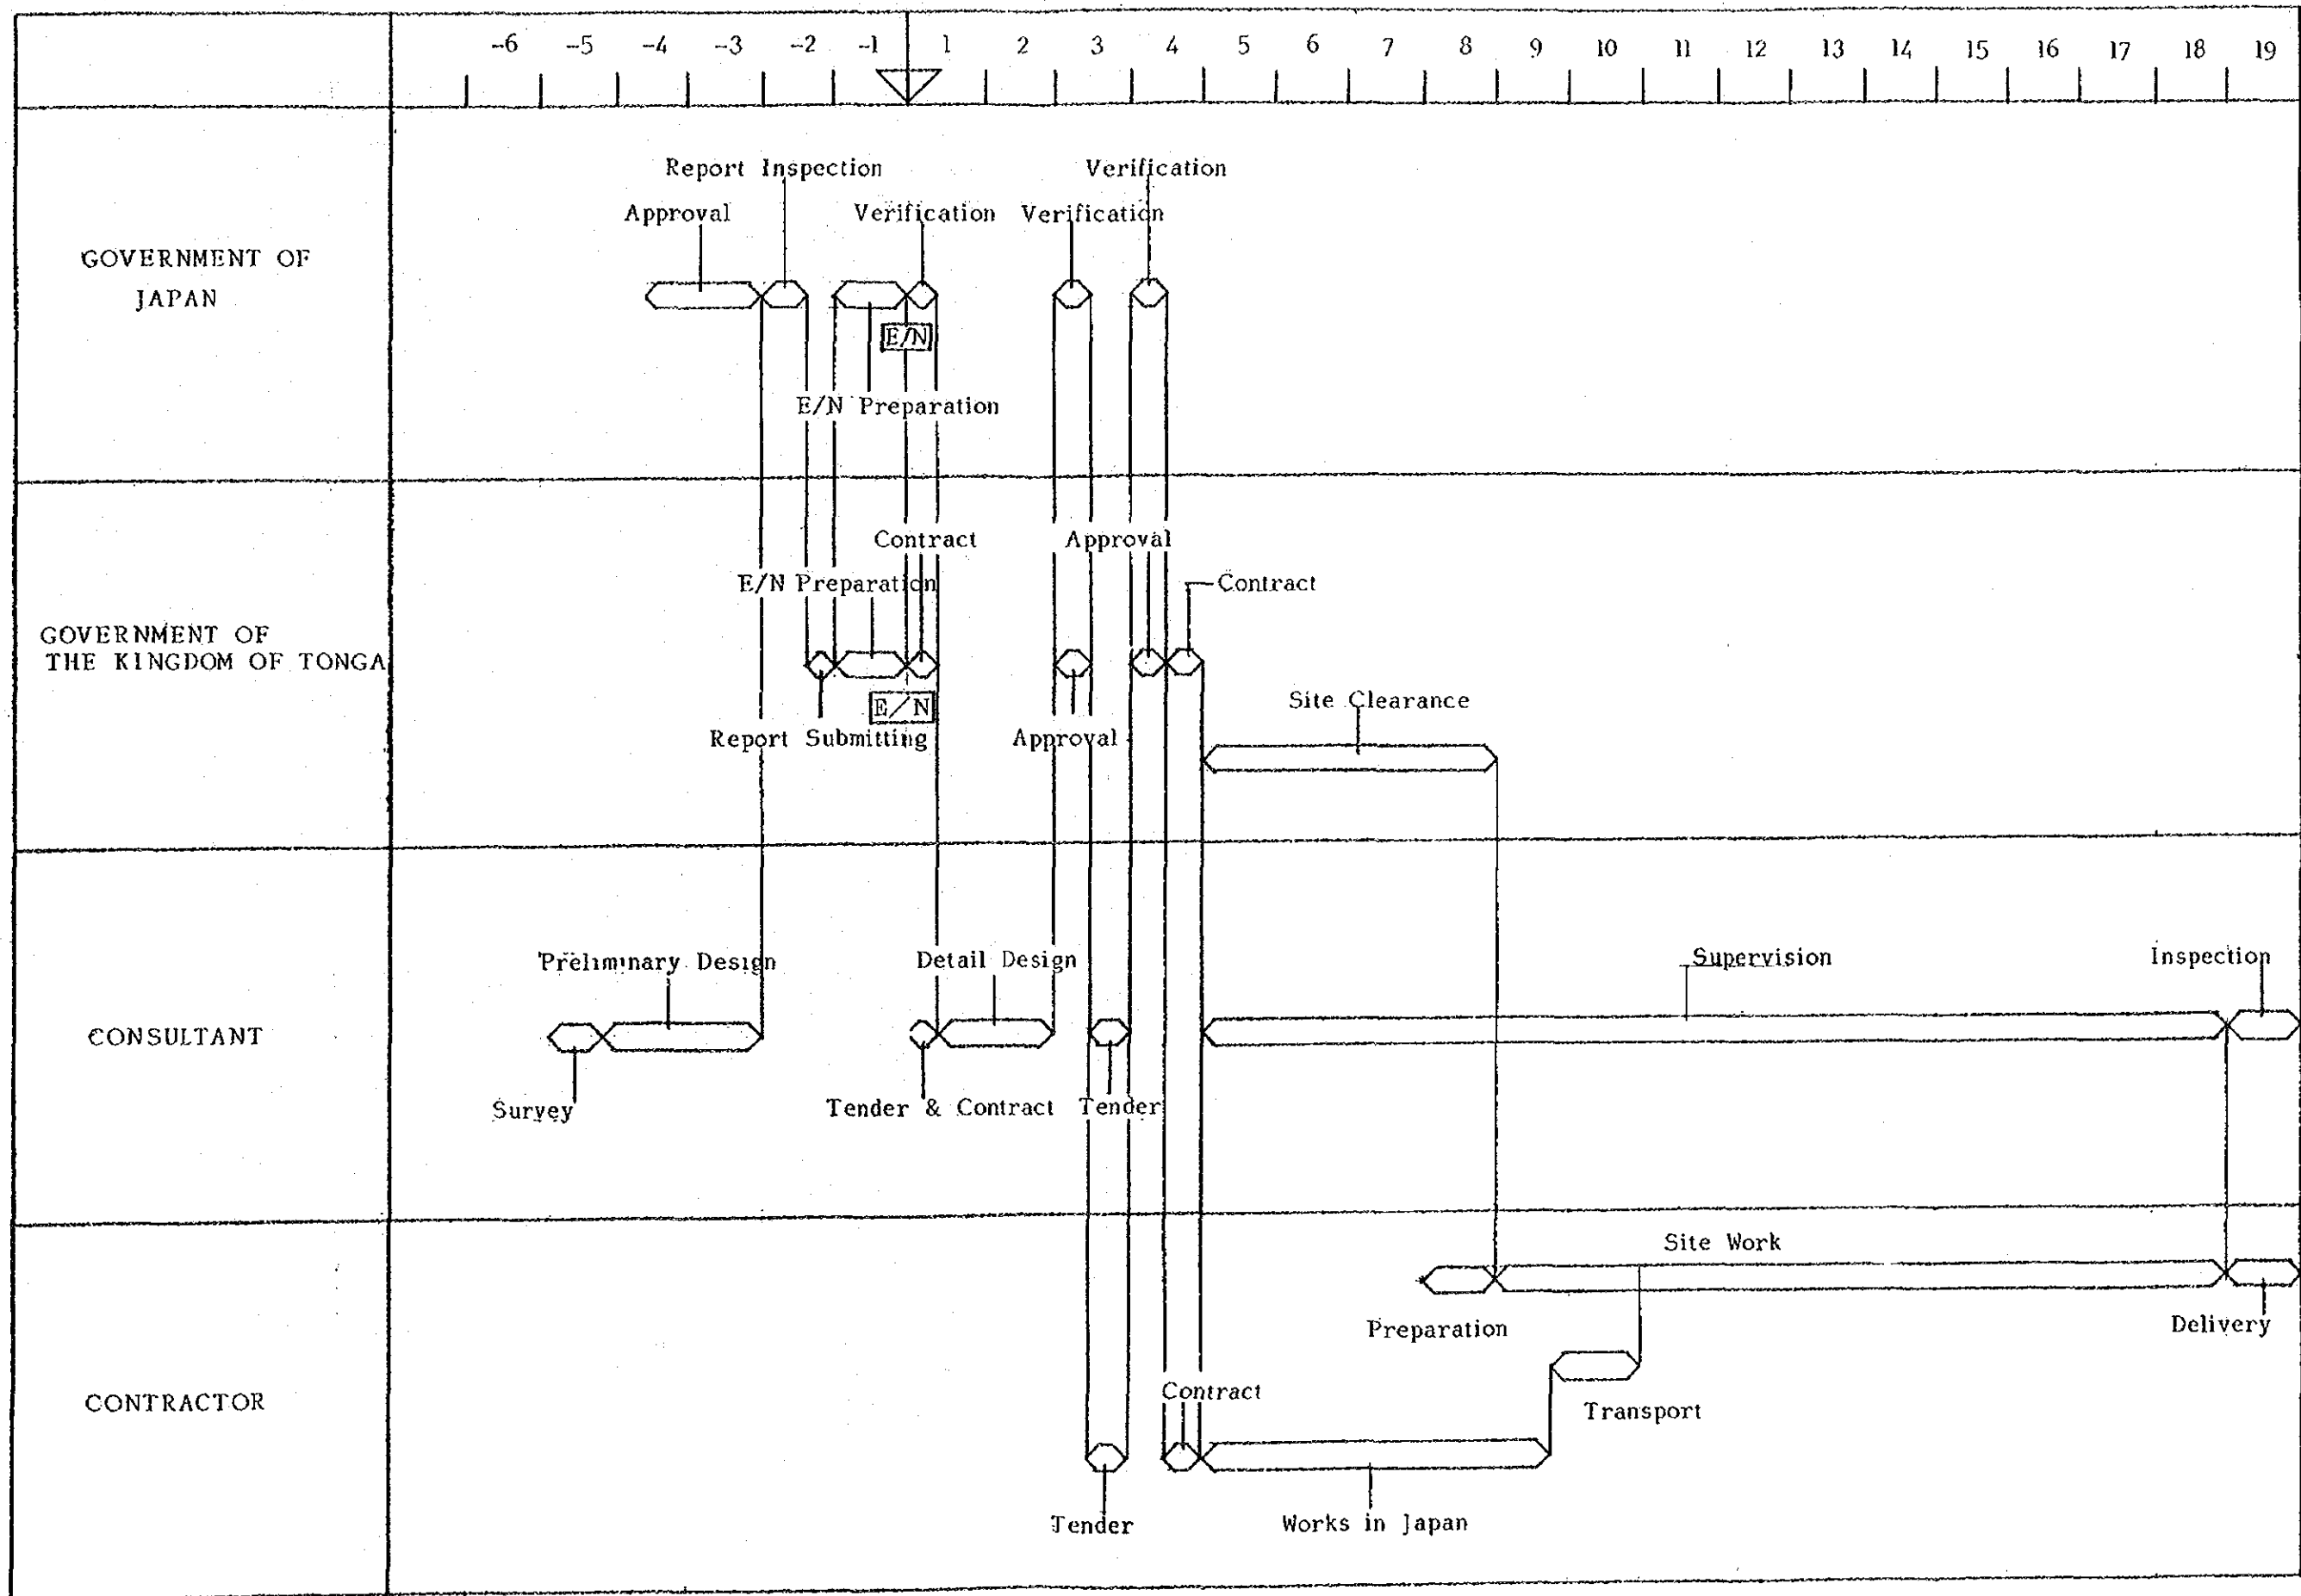 -6 -5 -4 -3 -2 -1 1 2 3 4 5 6 7 8 9 10 11 12 13 14 15 16 17 18 19
Report Inspection Verification
Approval Verification Verification
GOVERNMENT OF
JAPAN
E/N
E/N Preparation
Contract Approval
E/N Preparation Contract
GOVERNMENT OF
THE KINGDOM OF TONGA
Site Clearance
E/N
Report Submitting Approval
Preliminary Design Detail Design Supervision Inspection
CONSULTANT
Survey Tender & Contract Tender
Site Work
Preparation Delivery
Contract
CONTRACTOR
Transport
Tender Works in Japan